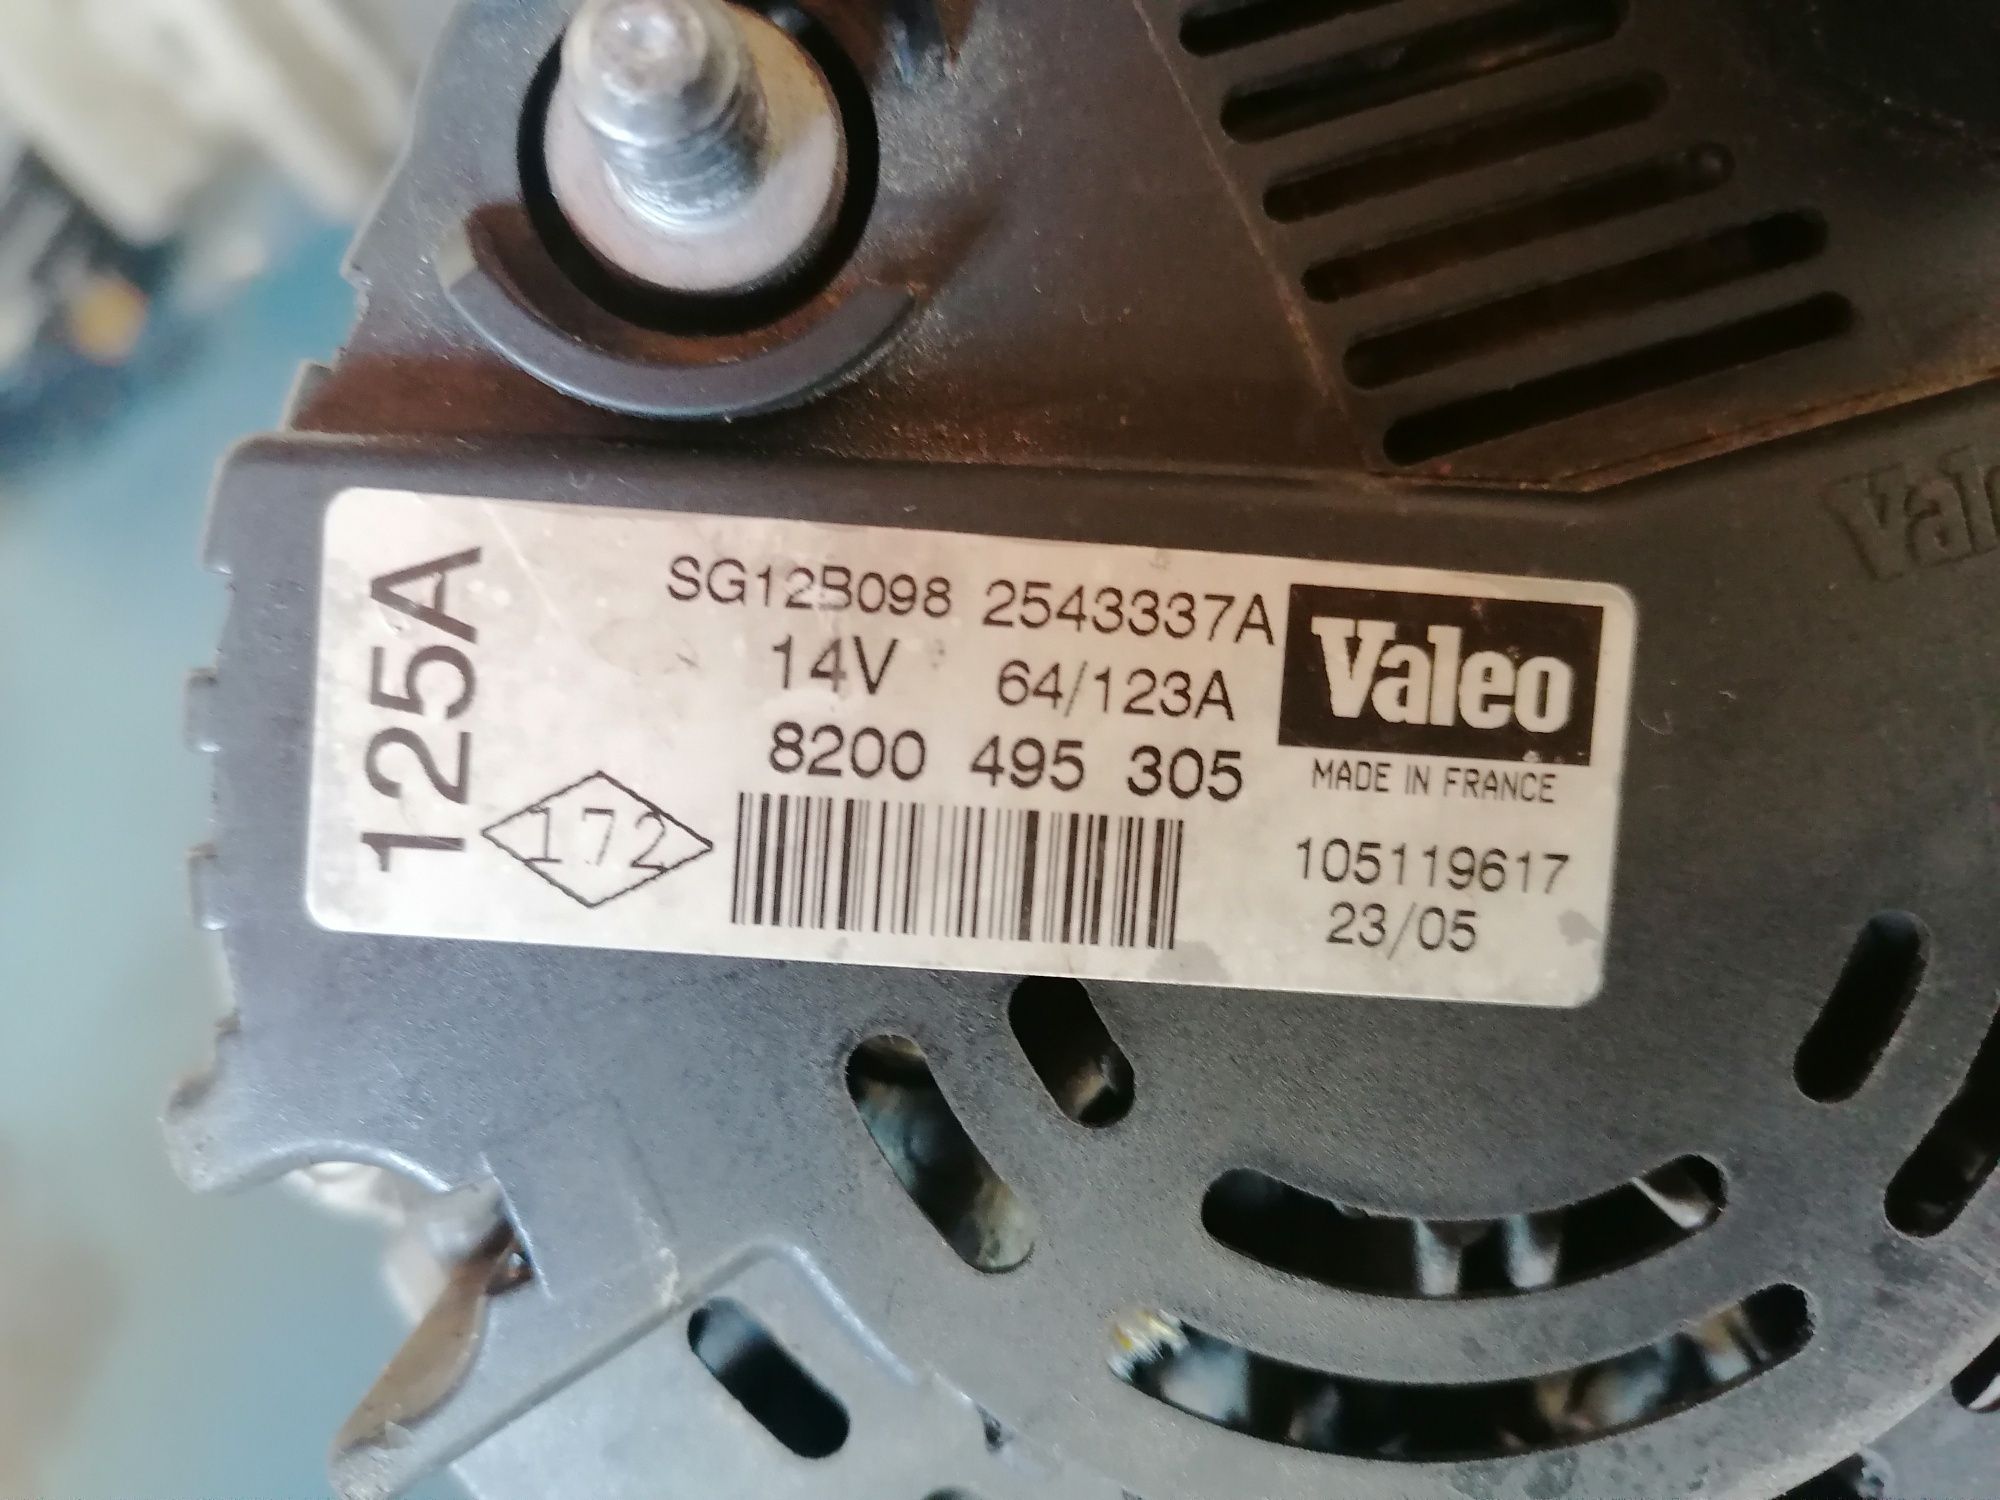 125A
SG12B098 2543337A
14V 64/123A
8200 495 305
172
Valeo
MADE IN FRANCE
105119617
23/05